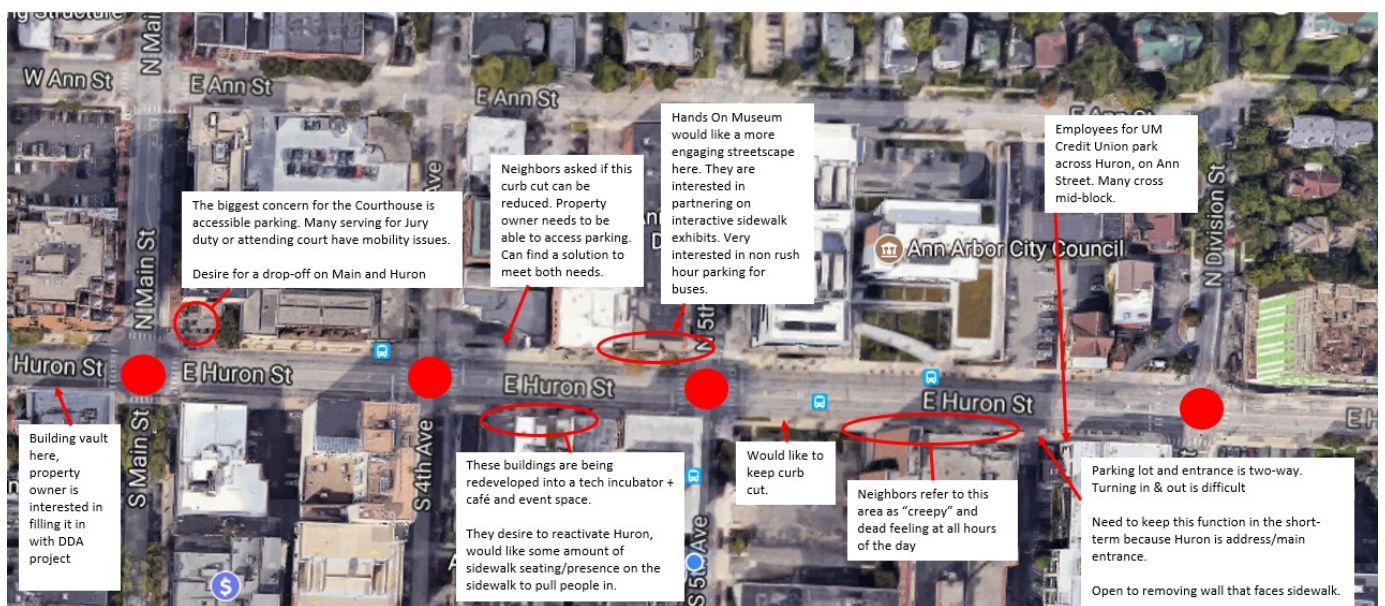 N Main St
W Ann St
E Ann St
E Ann St
E Ann St
N Division St
Hands On Museum
would like a more
engaging streetscape
here. They are
interested in
partnering on
interactive sidewalk
exhibits. Very
interested in non rush
hour parking for
buses.
Employees for UM
Credit Union park
across Huron, on Ann
Street. Many cross
mid-block.
Neighbors asked if this
curb cut can be
reduced. Property
owner needs to be
able to access parking.
Can find a solution to
meet both needs.
The biggest concern for the Courthouse is
accessible parking. Many serving for Jury
duty or attending court have mobility issues.
Desire for a drop-off on Main and Huron
Ave
Ann Arbor City Council
N Main St
N 5th
Huron St
E Huron St
E Huron St
E Huron St
E H
S Main St
S 4th Ave
S 5th Ave
Building vault
here,
property
owner is
interested in
filling it in
with DDA
project
These buildings are being
redeveloped into a tech incubator +
café and event space.
They desire to reactivate Huron,
would like some amount of
sidewalk seating/presence on the
sidewalk to pull people in.
Would like to
keep curb
cut.
Neighbors refer to this
area as “creepy” and
dead feeling at all hours
of the day
Parking lot and entrance is two-way.
Turning in & out is difficult
Need to keep this function in the short-
term because Huron is address/main
entrance.
Open to removing wall that faces sidewalk.
$